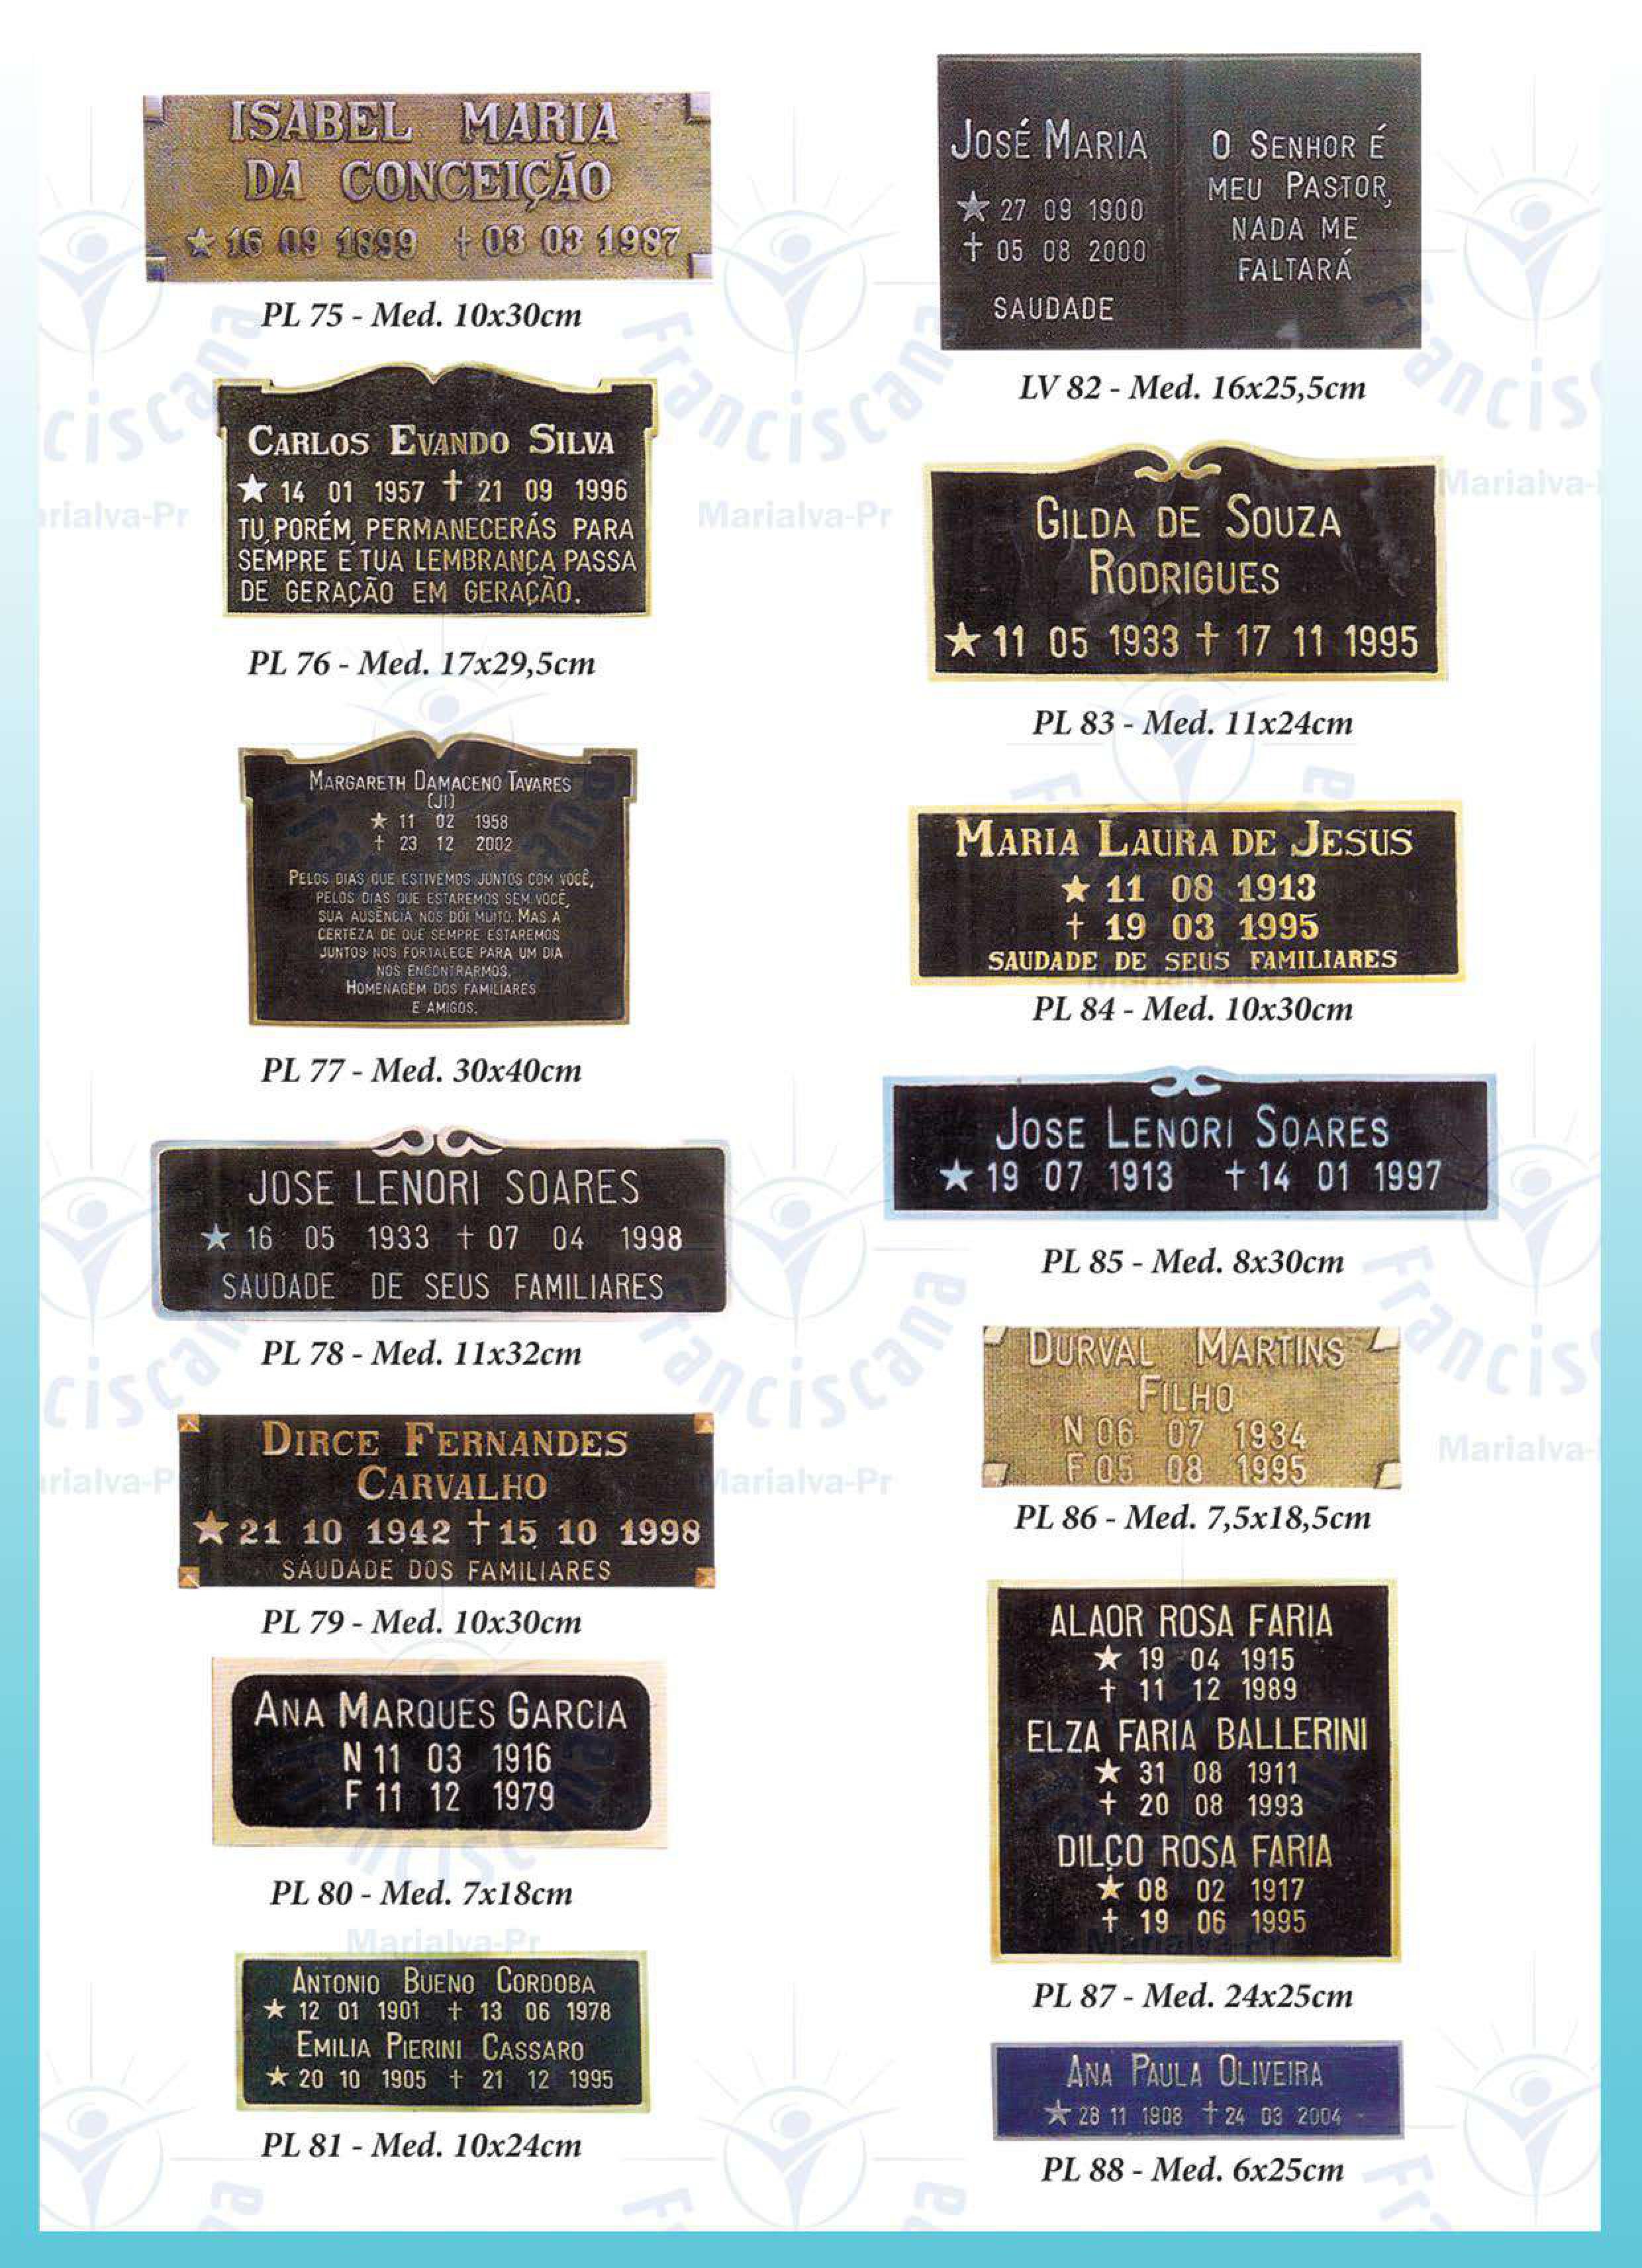 ISABEL MARIA
DA CONCEIÇÃO
★ 16 09 1899 † 03 03 1987
PL 75 - Med. 10x30cm
CARLOS EVANDO SILVA
★ 14 01 1957 † 21 09 1996
TU, PORÉM, PERMANECERÁS PARA
SEMPRE E TUA LEMBRANÇA PASSA
DE GERAÇÃO EM GERAÇÃO.
PL 76 - Med. 17x29,5cm
MARGARETH DAMACENO TAVARES
(JI)
★ 11 02 1958
† 23 12 2002
PELOS DIAS QUE ESTIVEMOS JUNTOS COM VOCÊ,
PELOS DIAS QUE ESTAREMOS SEM VOCÊ,
SUA AUSÊNCIA NOS DÓI MUITO. MAS A
CERTEZA DE QUE SEMPRE ESTAREMOS
JUNTOS NOS FORTALECE PARA UM DIA
NOS ENCONTRARMOS.
HOMENAGEM DOS FAMILIARES
E AMIGOS.
PL 77 - Med. 30x40cm
JOSE LENORI SOARES
★ 16 05 1933 † 07 04 1998
SAUDADE DE SEUS FAMILIARES
PL 78 - Med. 11x32cm
DIRCE FERNANDES
CARVALHO
★ 21 10 1942 † 15 10 1998
SAUDADE DOS FAMILIARES
PL 79 - Med. 10x30cm
ANA MARQUES GARCIA
N 11 03 1916
F 11 12 1979
PL 80 - Med. 7x18cm
ANTONIO BUENO CORDOBA
★ 12 01 1901 † 13 06 1978
EMILIA PIERINI CASSARO
★ 20 10 1905 † 21 12 1995
PL 81 - Med. 10x24cm
JOSÉ MARIA
★ 27 09 1900
† 05 08 2000
SAUDADE
O SENHOR É
MEU PASTOR,
NADA ME
FALTARÁ
LV 82 - Med. 16x25,5cm
GILDA DE SOUZA
RODRIGUES
★ 11 05 1933 † 17 11 1995
PL 83 - Med. 11x24cm
MARIA LAURA DE JESUS
★ 11 08 1913
† 19 03 1995
SAUDADE DE SEUS FAMILIARES
PL 84 - Med. 10x30cm
JOSE LENORI SOARES
★ 19 07 1913 † 14 01 1997
PL 85 - Med. 8x30cm
DURVAL MARTINS
FILHO
N 06 07 1934
F 05 08 1995
PL 86 - Med. 7,5x18,5cm
ALAOR ROSA FARIA
★ 19 04 1915
† 11 12 1989
ELZA FARIA BALLERINI
★ 31 08 1911
† 20 08 1993
DILÇO ROSA FARIA
★ 08 02 1917
† 19 06 1995
PL 87 - Med. 24x25cm
ANA PAULA OLIVEIRA
★ 28 11 1908 † 24 03 2004
PL 88 - Med. 6x25cm
Franciscana
Marialva-Pr